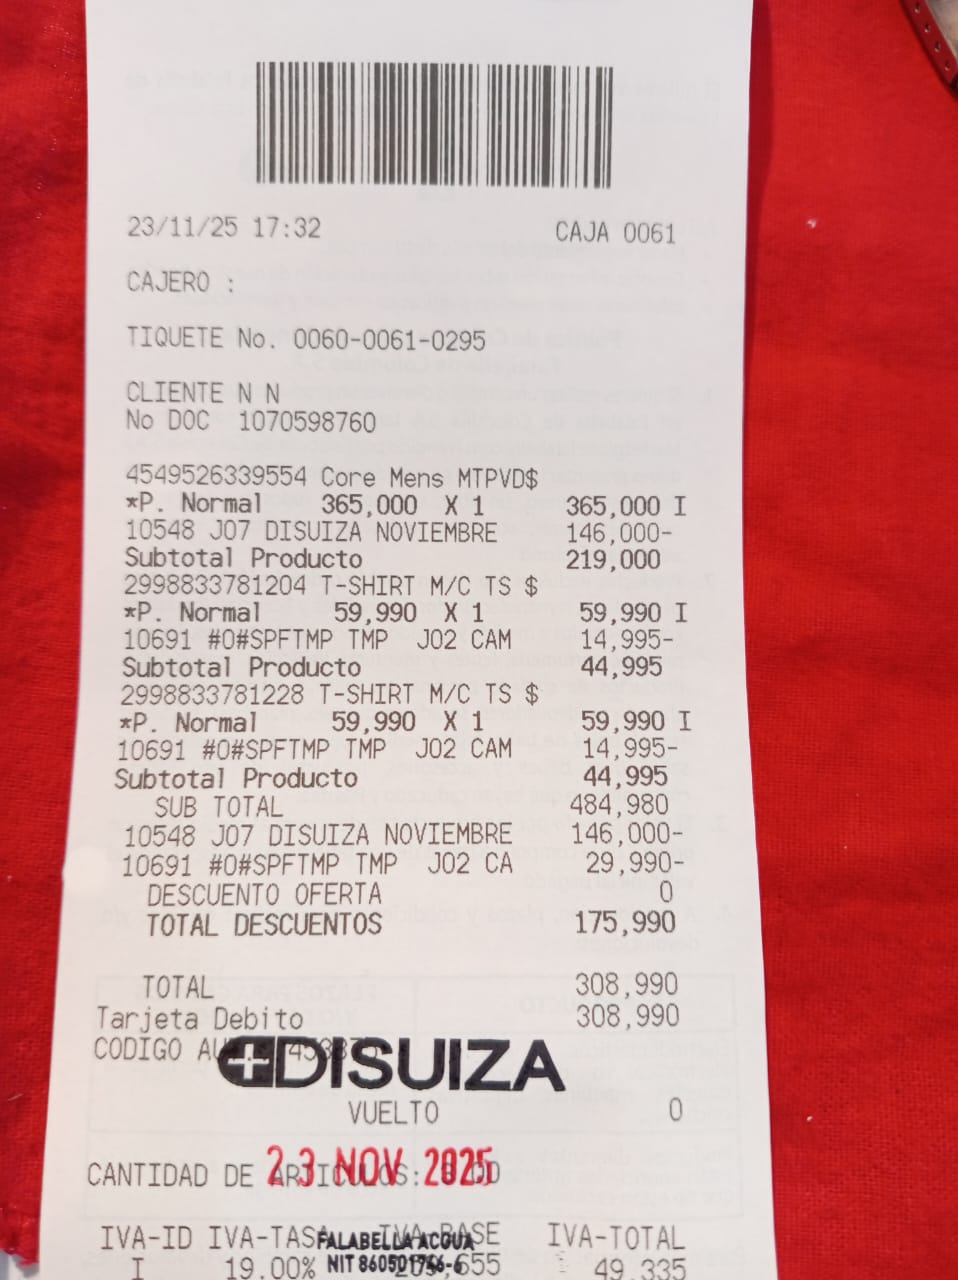 23/11/25 17:32 CAJA 0061
CAJERO :
TIQUETE No. 0060-0061-0295
CLIENTE N N
No DOC 1070598760
4549526339554 Core Mens MTPVD$
*P. Normal 365,000 X 1 365,000 I
10548 J07 DISUIZA NOVIEMBRE 146,000-
Subtotal Producto 219,000
2998833781204 T-SHIRT M/C TS $
*P. Normal 59,990 X 1 59,990 I
10691 #0#SPFTMP TMP J02 CAM 14,995-
Subtotal Producto 44,995
2998833781228 T-SHIRT M/C TS $
*P. Normal 59,990 X 1 59,990 I
10691 #0#SPFTMP TMP J02 CAM 14,995-
Subtotal Producto 44,995
SUB TOTAL 484,980
10548 J07 DISUIZA NOVIEMBRE 146,000-
10691 #0#SPFTMP TMP J02 CA 29,990-
DESCUENTO OFERTA 0
TOTAL DESCUENTOS 175,990
TOTAL 308,990
Tarjeta Debito 308,990
CODIGO
DISUIZA
VUELTO 0
23 NOV 2025
CANTIDAD DE ARTICULOS:
IVA-ID IVA-TASA IVA-BASE IVA-TOTAL
FALABELLA ACQUA
I 19.00% 49,335
NIT 860501766-6